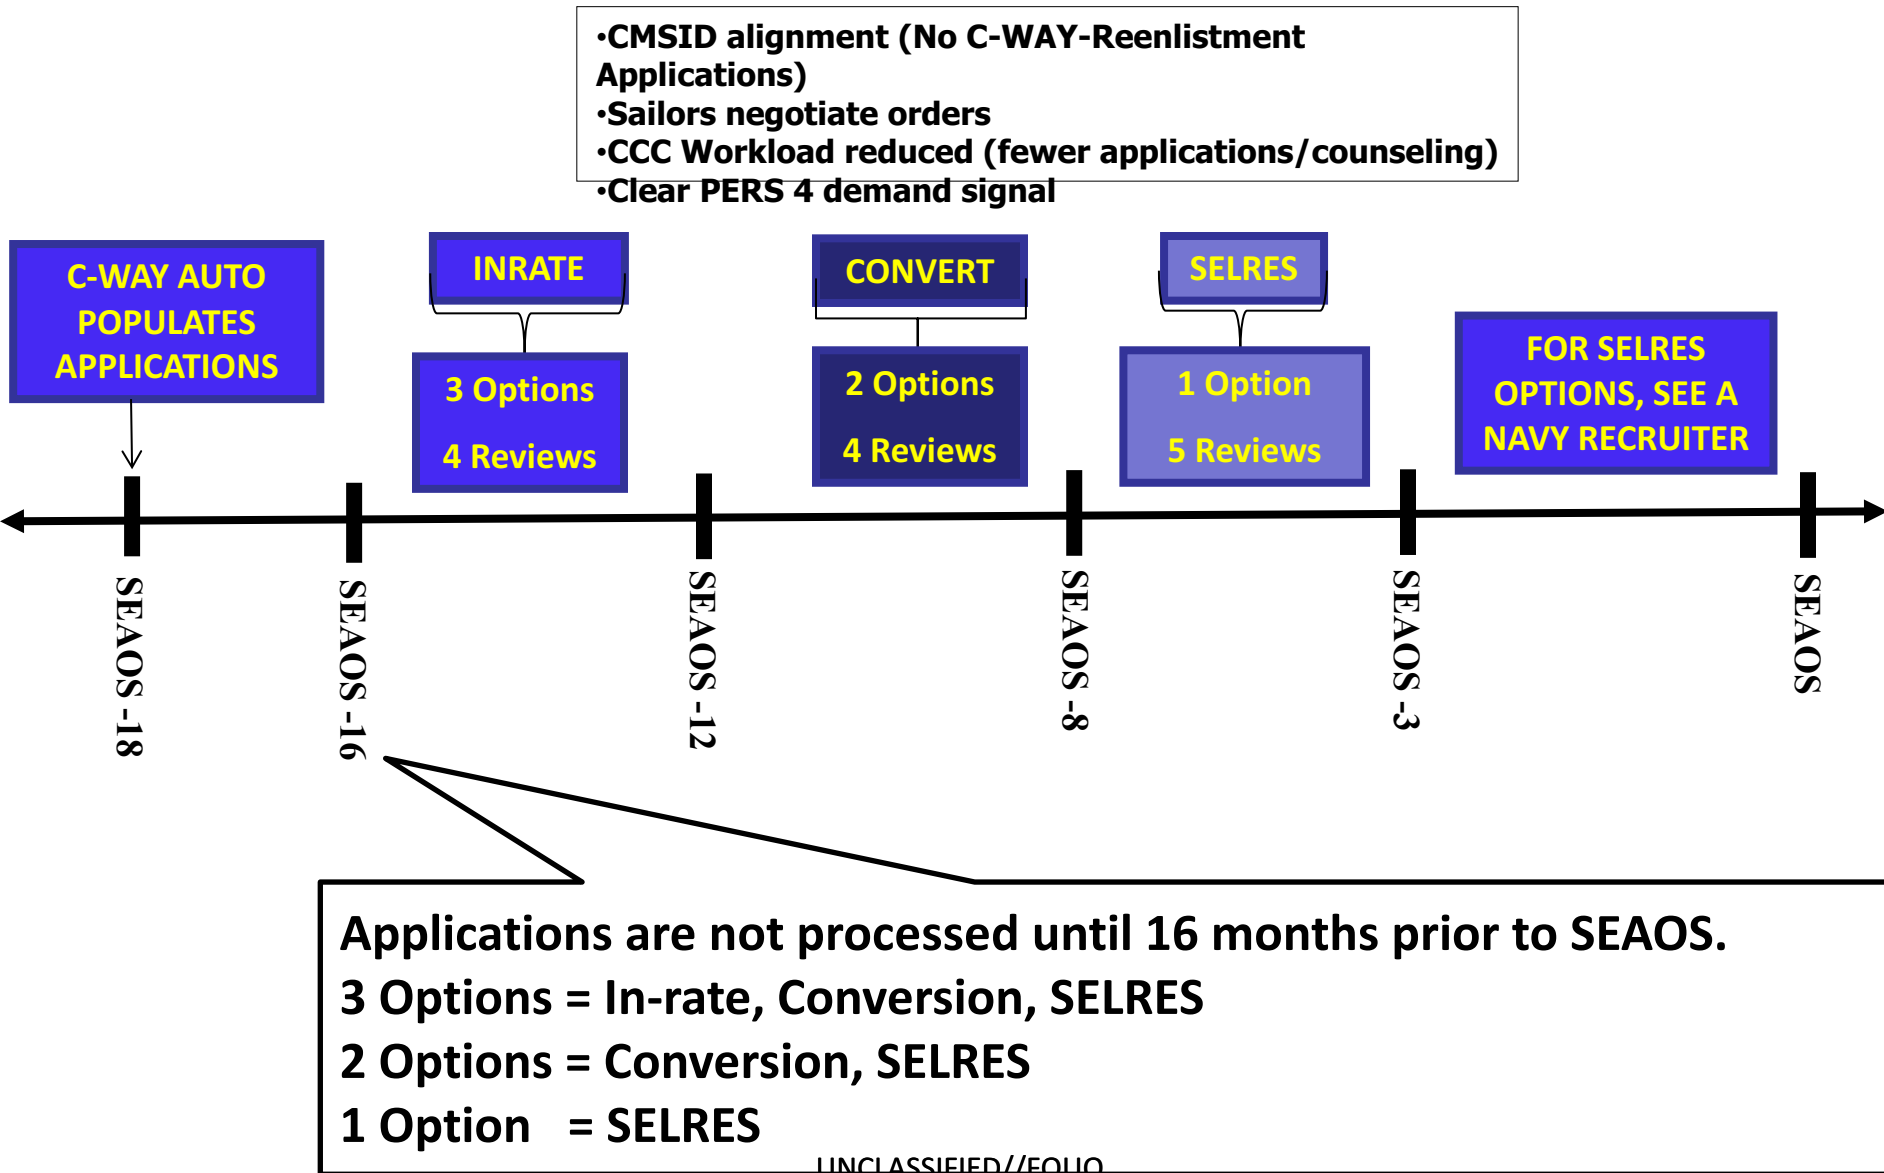 •CMSID alignment (No C-WAY-Reenlistment
Applications)
•Sailors negotiate orders
•CCC Workload reduced (fewer applications/counseling)
•Clear PERS 4 demand signal
C-WAY AUTO
POPULATES
APPLICATIONS
INRATE
3 Options
4 Reviews
CONVERT
2 Options
4 Reviews
SELRES
1 Option
5 Reviews
FOR SELRES
OPTIONS, SEE A
NAVY RECRUITER
SEAOS -18
SEAOS -16
SEAOS -12
SEAOS -8
SEAOS -3
SEAOS
Applications are not processed until 16 months prior to SEAOS.
3 Options = In-rate, Conversion, SELRES
2 Options = Conversion, SELRES
1 Option = SELRES
UNCLASSIFIED//FOUO